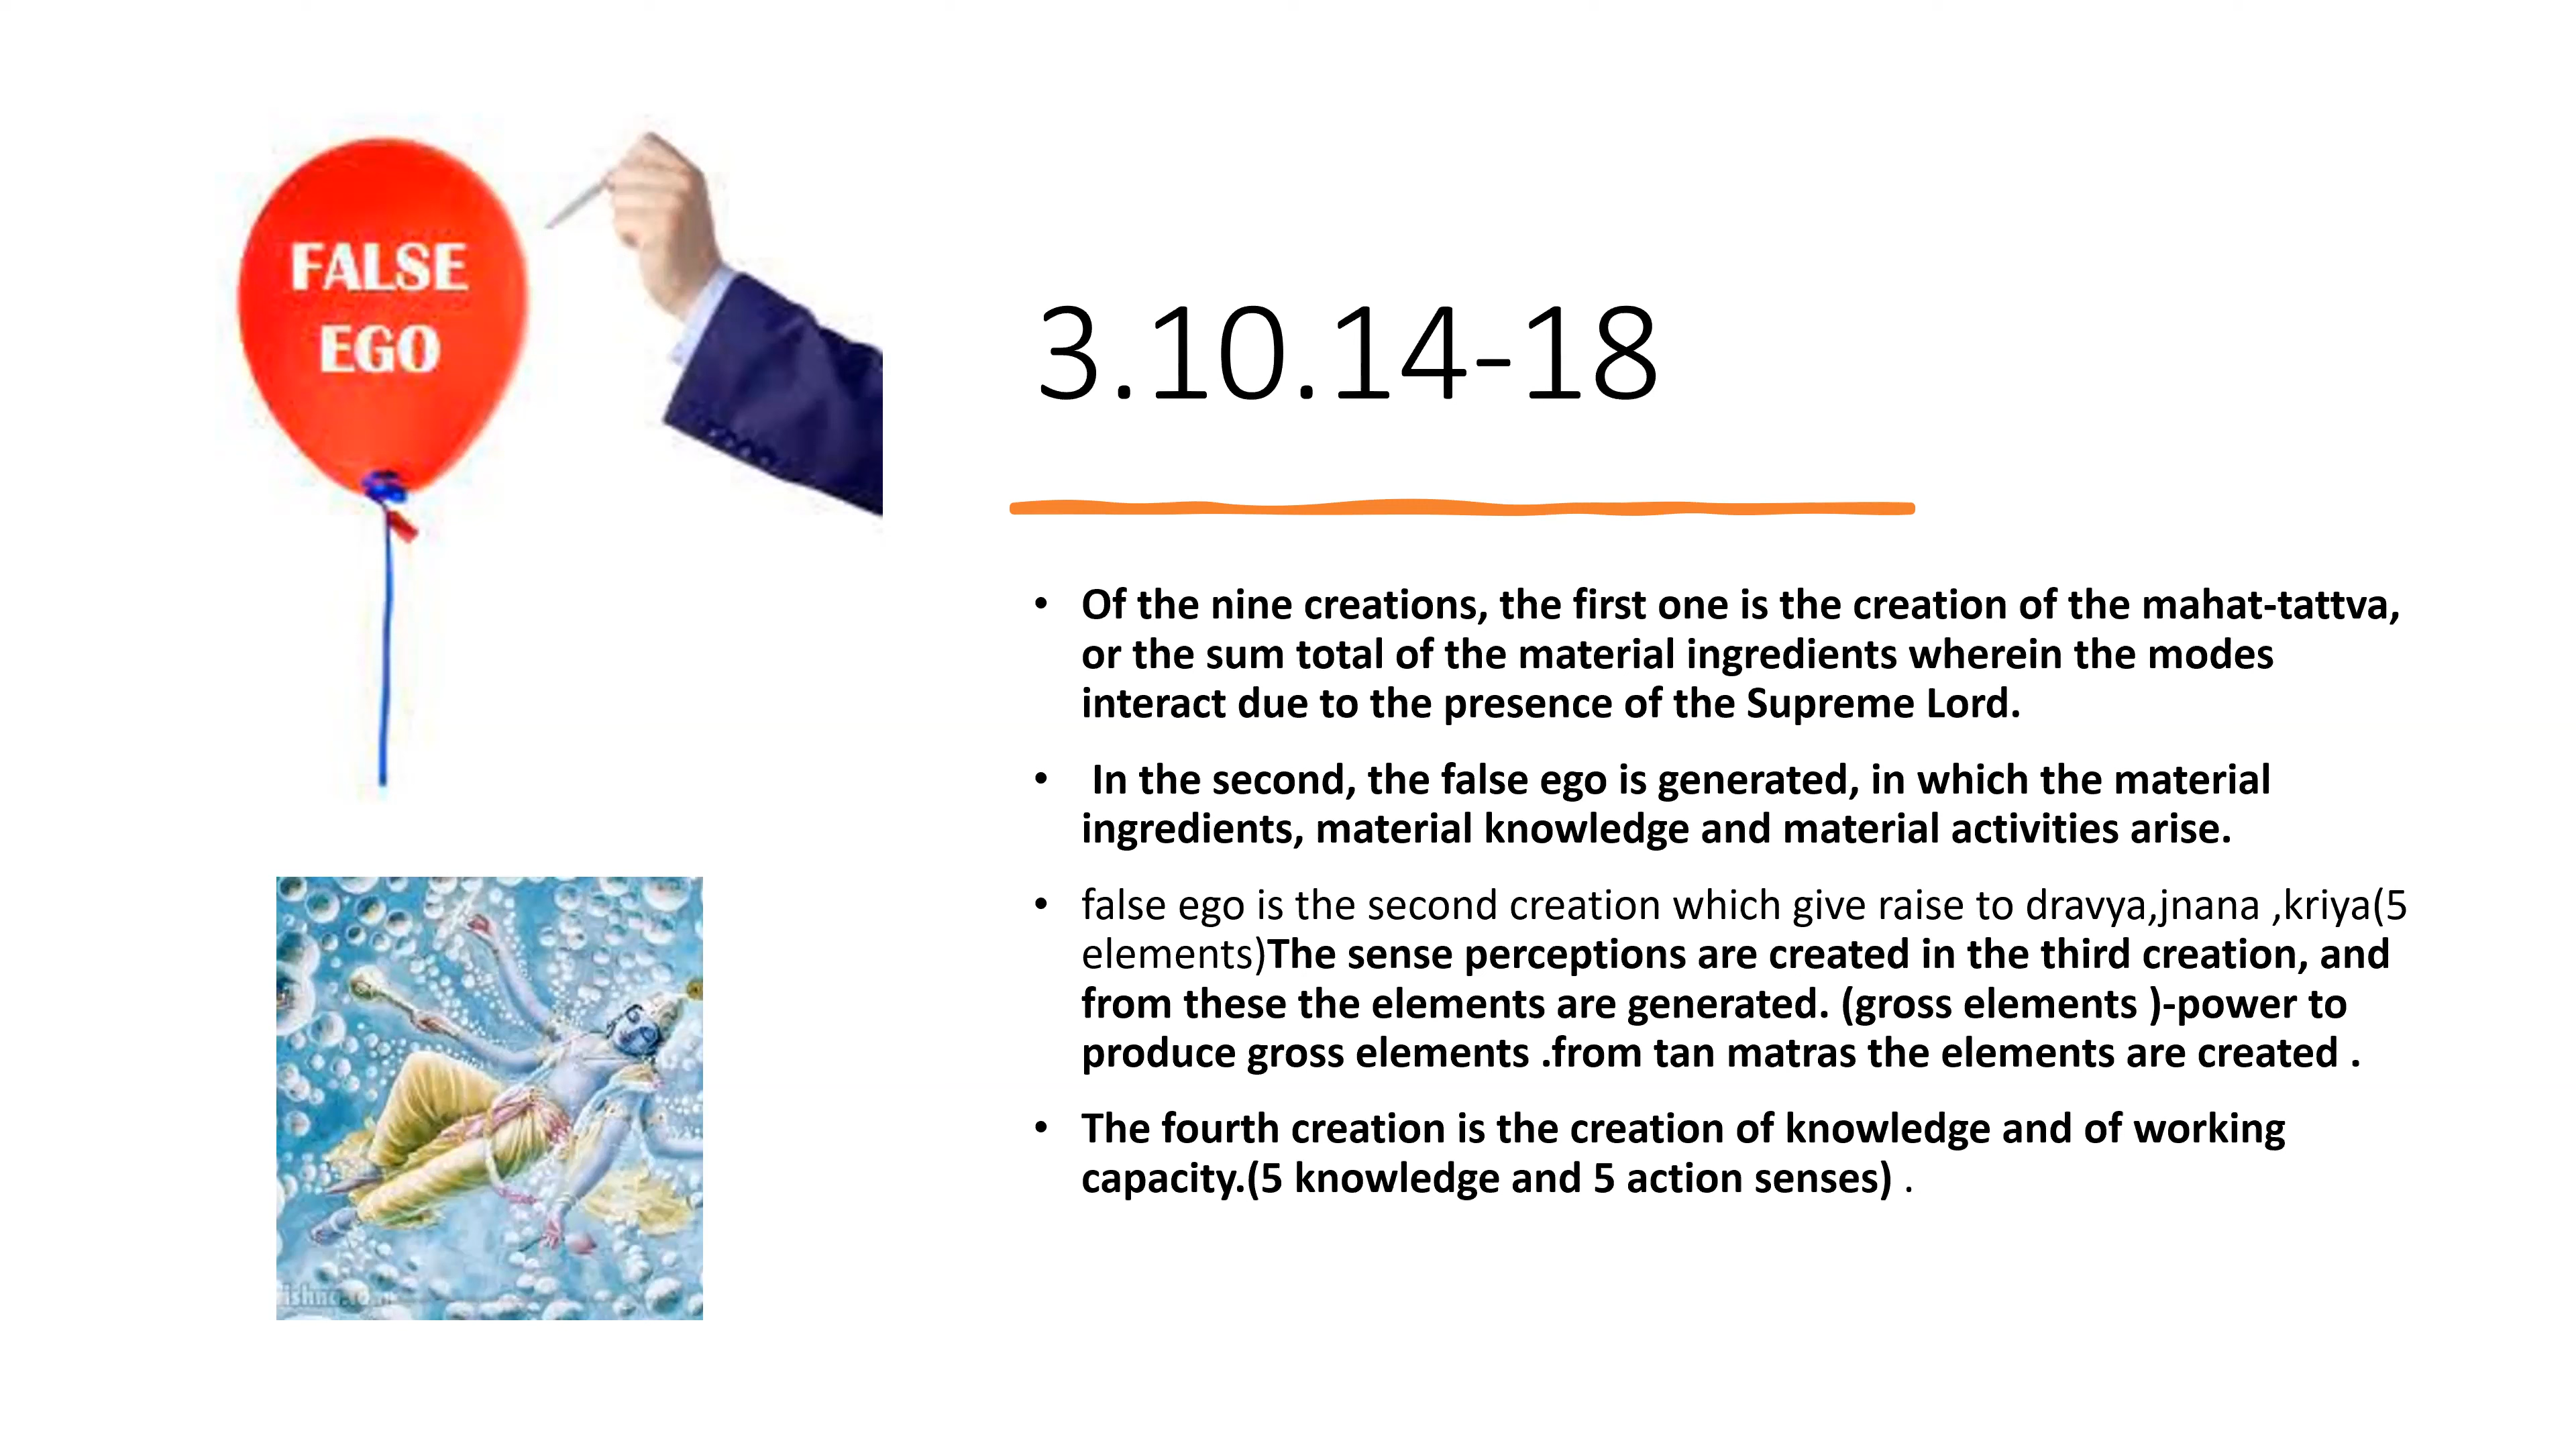 FALSE
EGO
3.10.14-18
• Of the nine creations, the first one is the creation of the mahat-tattva,
or the sum total of the material ingredients wherein the modes
interact due to the presence of the Supreme Lord.
• In the second, the false ego is generated, in which the material
ingredients, material knowledge and material activities arise.
• false ego is the second creation which give raise to dravya,jnana ,kriya(5
elements)The sense perceptions are created in the third creation, and
from these the elements are generated. (gross elements )-power to
produce gross elements .from tan matras the elements are created .
• The fourth creation is the creation of knowledge and of working
capacity.(5 knowledge and 5 action senses) .